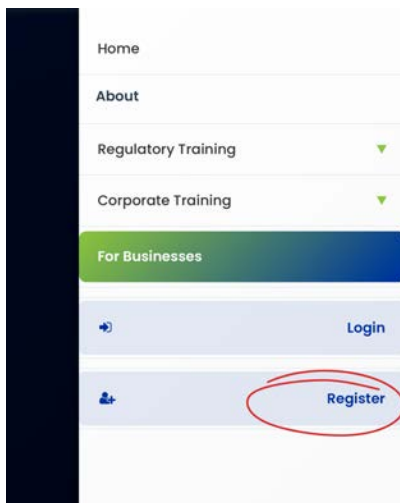 Home
About
Regulatory Training
Corporate Training
For Businesses
Login
Register